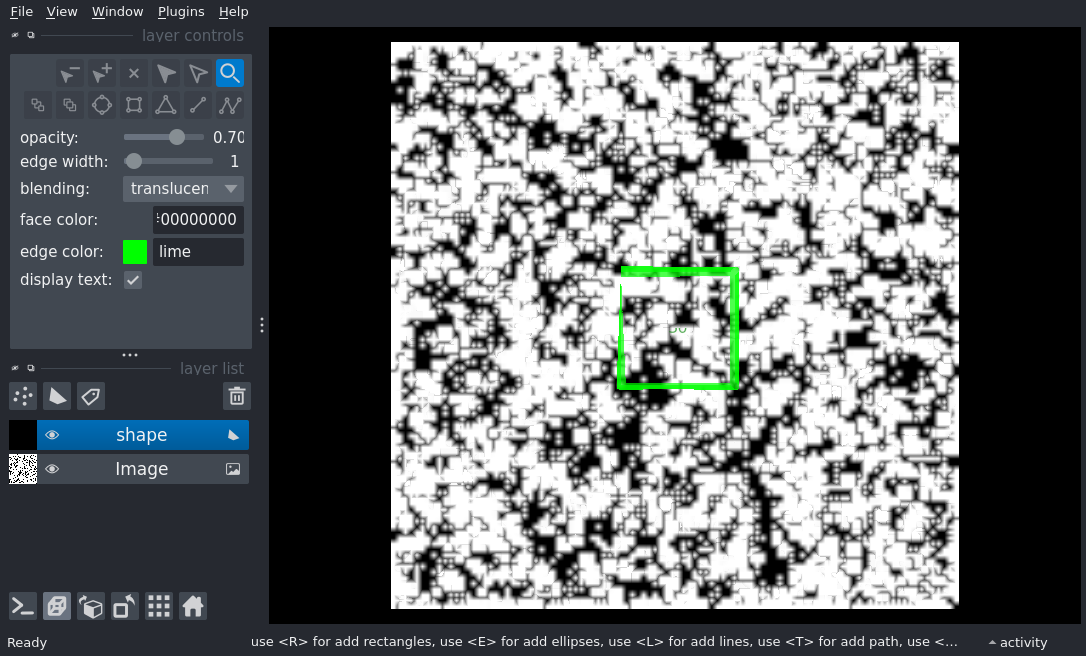 File View Window Plugins Help
layer controls
opacity: 0.70
edge width: 1
blending: translucen
face color: 00000000
edge color: lime
display text:
layer list
shape
Image
Ready
use <R> for add rectangles, use <E> for add ellipses, use <L> for add lines, use <T> for add path, use <...
activity